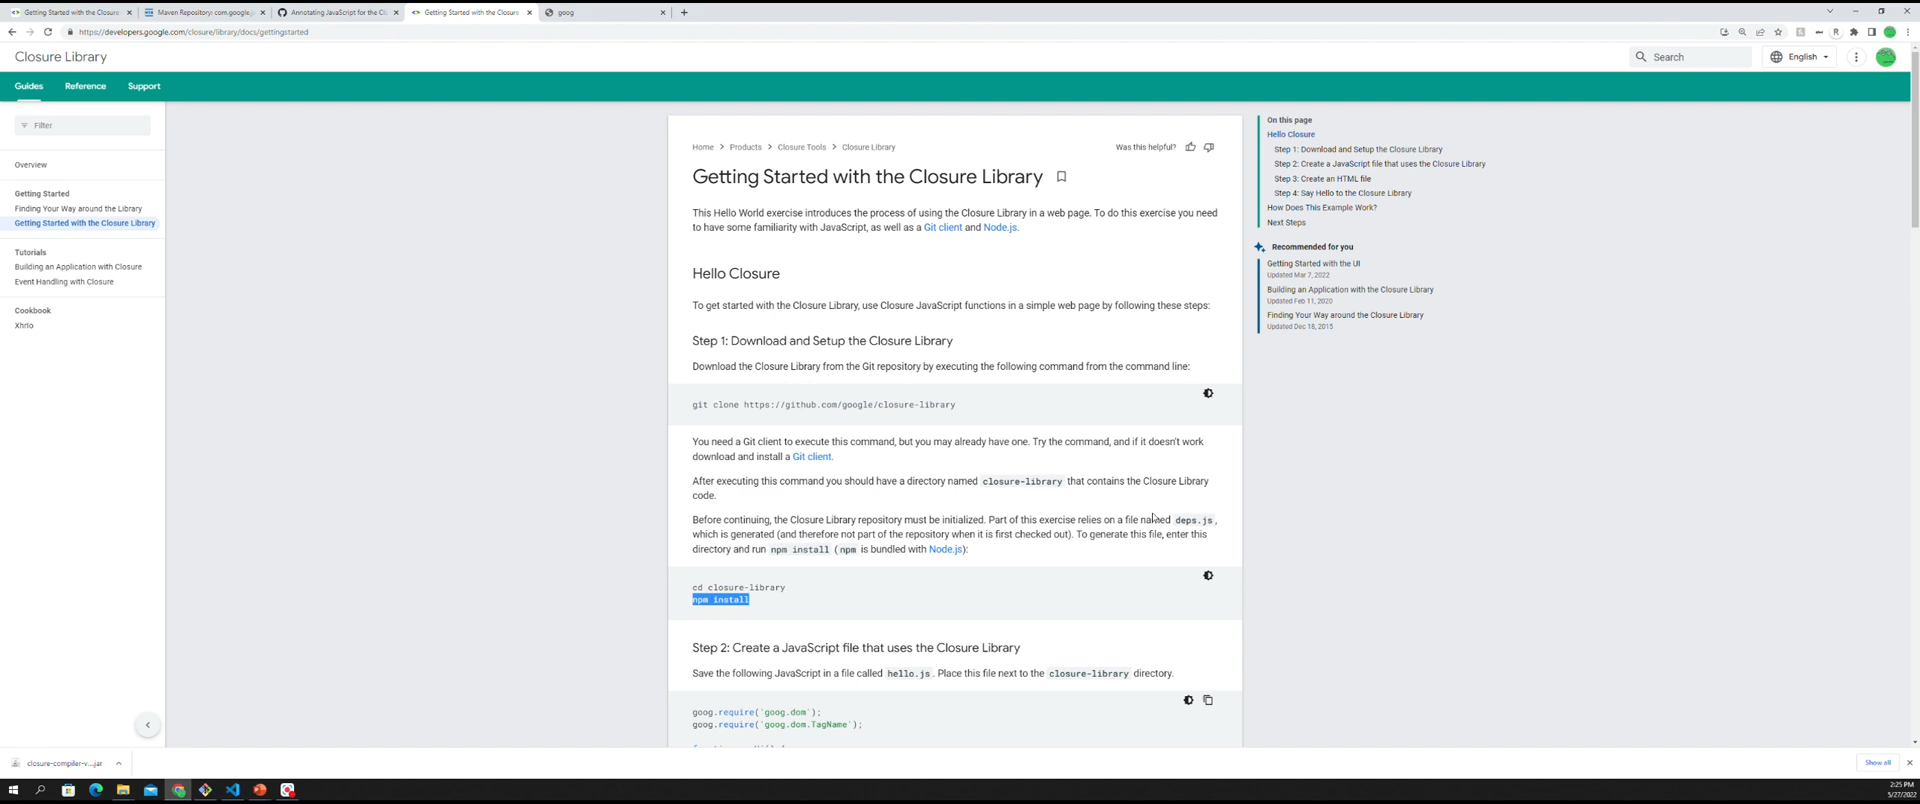 Getting Started with the Closure
Maven Repository: com.google.j
Annotating JavaScript for the Cl
Getting Started with the Closure
goog
https://developers.google.com/closure/library/docs/gettingstarted
Closure Library
Search
English
Guides
Reference
Support
Filter
Overview
Getting Started
Finding Your Way around the Library
Getting Started with the Closure Library
Tutorials
Building an Application with Closure
Event Handling with Closure
Cookbook
XhrIo
Home > Products > Closure Tools > Closure Library
Was this helpful?
Getting Started with the Closure Library
This Hello World exercise introduces the process of using the Closure Library in a web page. To do this exercise you need
to have some familiarity with JavaScript, as well as a Git client and Node.js.
Hello Closure
To get started with the Closure Library, use Closure JavaScript functions in a simple web page by following these steps:
Step 1: Download and Setup the Closure Library
Download the Closure Library from the Git repository by executing the following command from the command line:
git clone https://github.com/google/closure-library
You need a Git client to execute this command, but you may already have one. Try the command, and if it doesn't work
download and install a Git client.
After executing this command you should have a directory named closure-library that contains the Closure Library
code.
Before continuing, the Closure Library repository must be initialized. Part of this exercise relies on a file named deps.js,
which is generated (and therefore not part of the repository when it is first checked out). To generate this file, enter this
directory and run npm install (npm is bundled with Node.js):
cd closure-library
npm install
Step 2: Create a JavaScript file that uses the Closure Library
Save the following JavaScript in a file called hello.js. Place this file next to the closure-library directory.
goog.require('goog.dom');
goog.require('goog.dom.TagName');
On this page
Hello Closure
Step 1: Download and Setup the Closure Library
Step 2: Create a JavaScript file that uses the Closure Library
Step 3: Create an HTML file
Step 4: Say Hello to the Closure Library
How Does This Example Work?
Next Steps
Recommended for you
Getting Started with the UI
Updated Mar 7, 2022
Building an Application with the Closure Library
Updated Feb 11, 2020
Finding Your Way around the Closure Library
Updated Dec 18, 2015
closure-compiler-v....jar
Show all
2:25 PM
5/27/2022